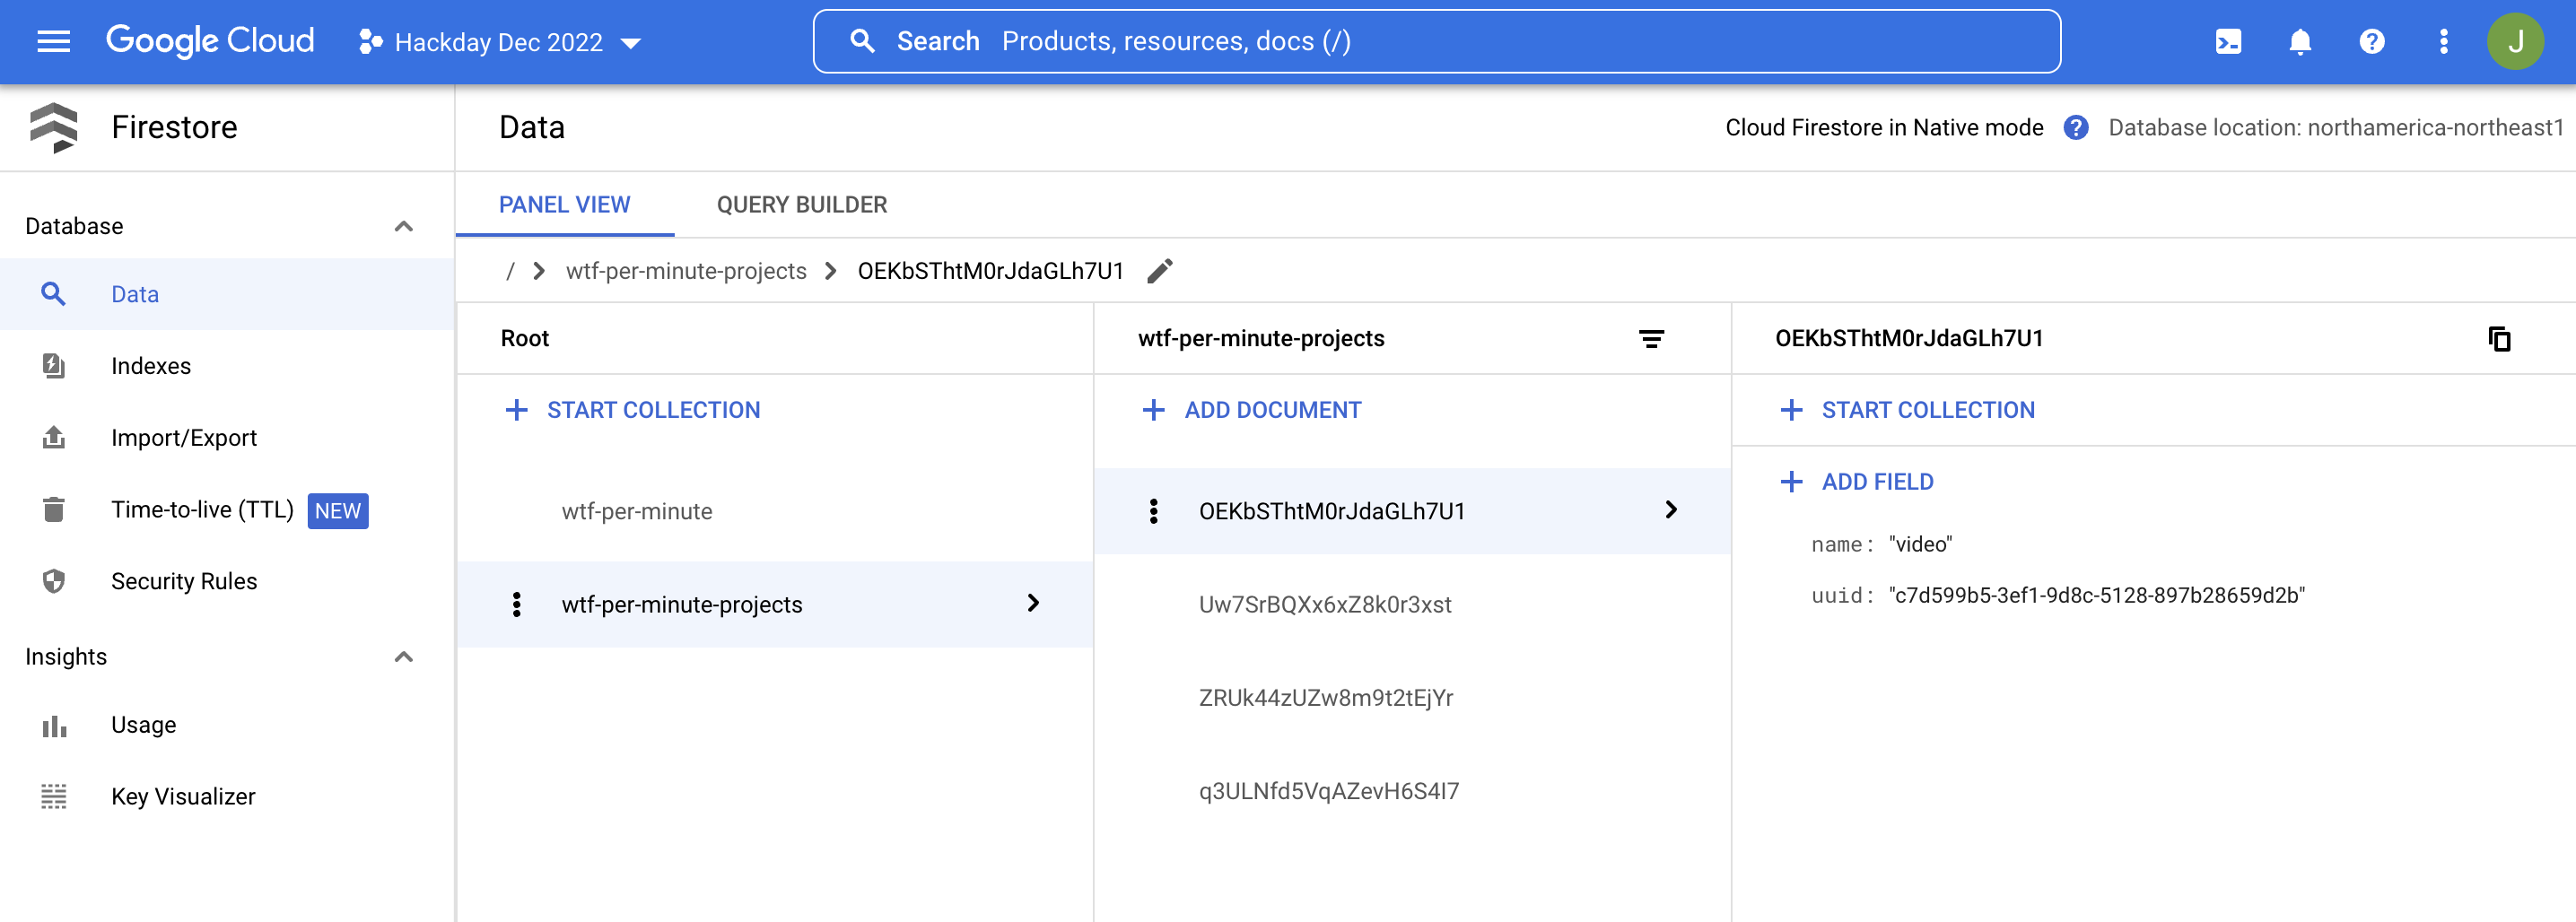 Google Cloud
Hackday Dec 2022
Search Products, resources, docs (/)
J
Firestore
Database
Data
Indexes
Import/Export
Time-to-live (TTL) NEW
Security Rules
Insights
Usage
Key Visualizer
Data
Cloud Firestore in Native mode
Database location: northamerica-northeast1
PANEL VIEW
QUERY BUILDER
/ wtf-per-minute-projects OEKbSThtM0rJdaGLh7U1
Root
START COLLECTION
wtf-per-minute
wtf-per-minute-projects
wtf-per-minute-projects
ADD DOCUMENT
OEKbSThtM0rJdaGLh7U1
Uw7SrBQXx6xZ8k0r3xst
ZRUk44zUZw8m9t2tEjYr
q3ULNfd5VqAZevH6S4I7
OEKbSThtM0rJdaGLh7U1
START COLLECTION
ADD FIELD
name: "video"
uuid: "c7d599b5-3ef1-9d8c-5128-897b28659d2b"